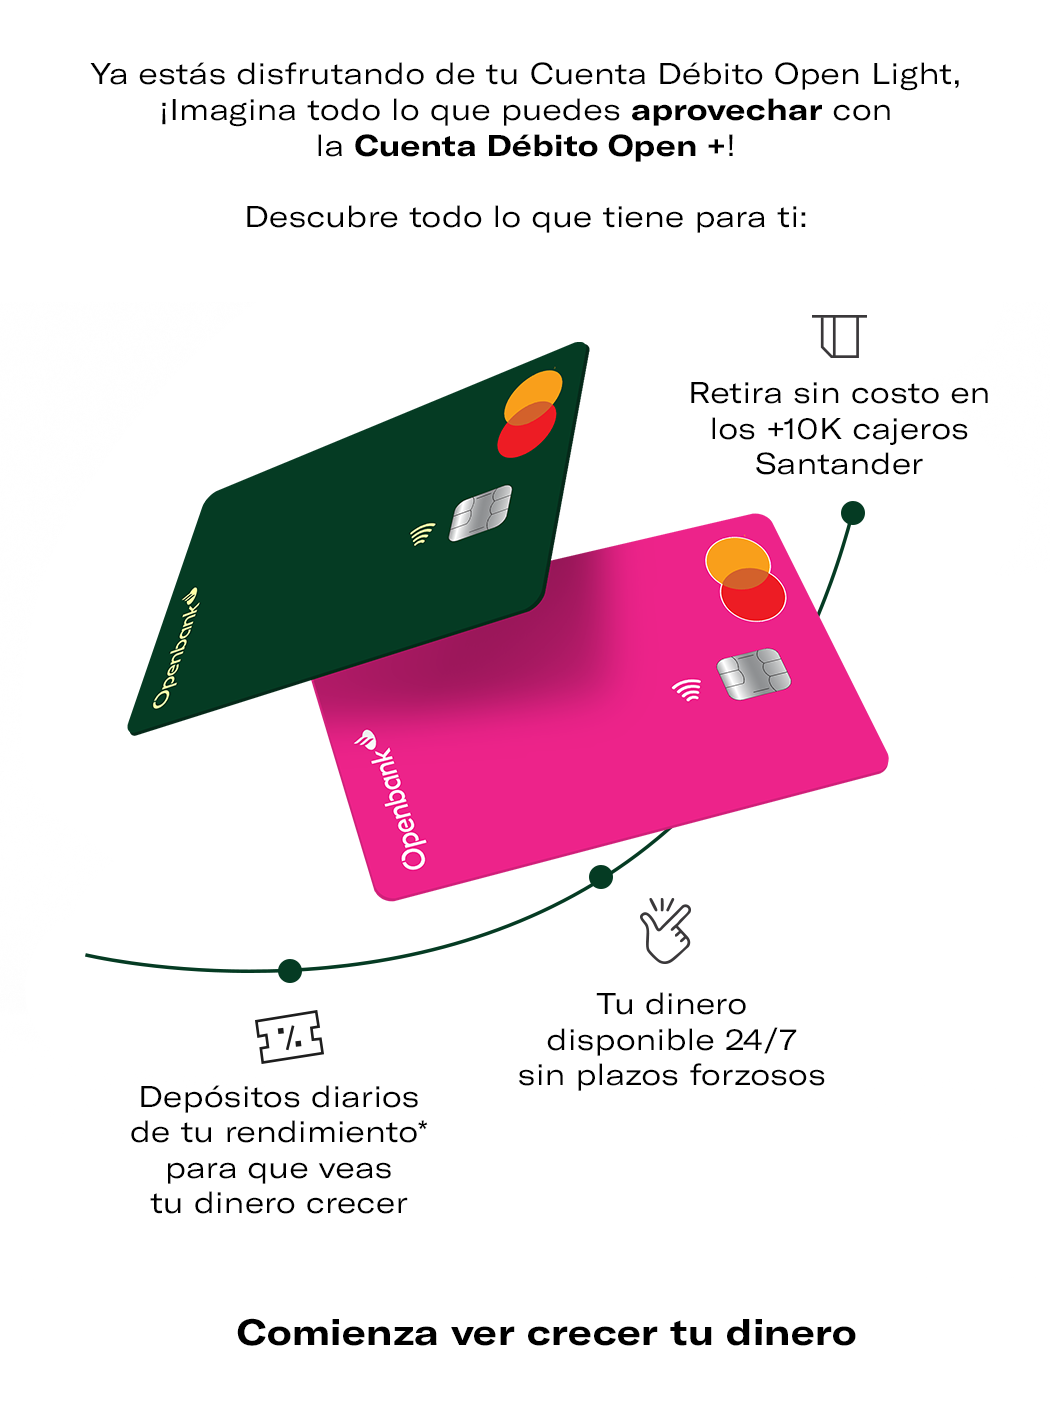 Ya estás disfrutando de tu Cuenta Débito Open Light,
¡Imagina todo lo que puedes aprovechar con
la Cuenta Débito Open +!
Descubre todo lo que tiene para ti:
Retira sin costo en
los +10K cajeros
Santander
Openbank
Openbank
Tu dinero
disponible 24/7
sin plazos forzosos
Depósitos diarios
de tu rendimiento*
para que veas
tu dinero crecer
Comienza ver crecer tu dinero